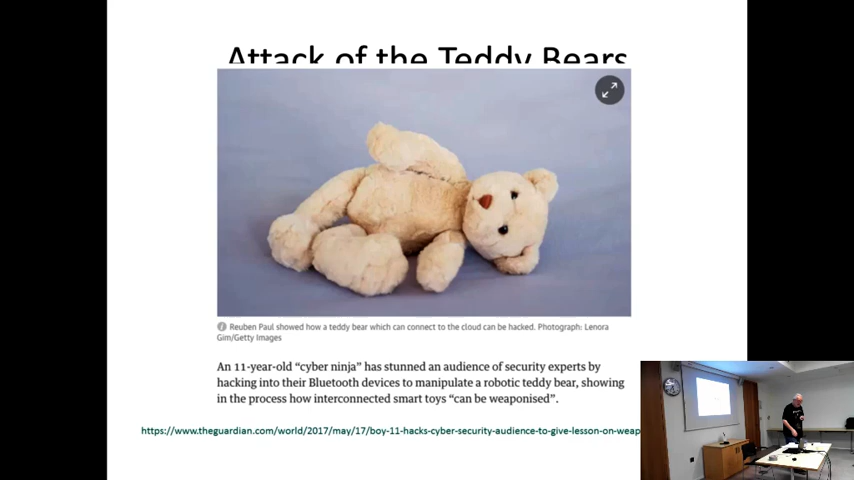 Attack of the Teddy Bears
Reuben Paul showed how a teddy bear which can connect to the cloud can be hacked. Photograph: Lenora
Gim/Getty Images
An 11-year-old “cyber ninja” has stunned an audience of security experts by
hacking into their Bluetooth devices to manipulate a robotic teddy bear, showing
in the process how interconnected smart toys “can be weaponised”.
https://www.theguardian.com/world/2017/may/17/boy-11-hacks-cyber-security-audience-to-give-lesson-on-weap